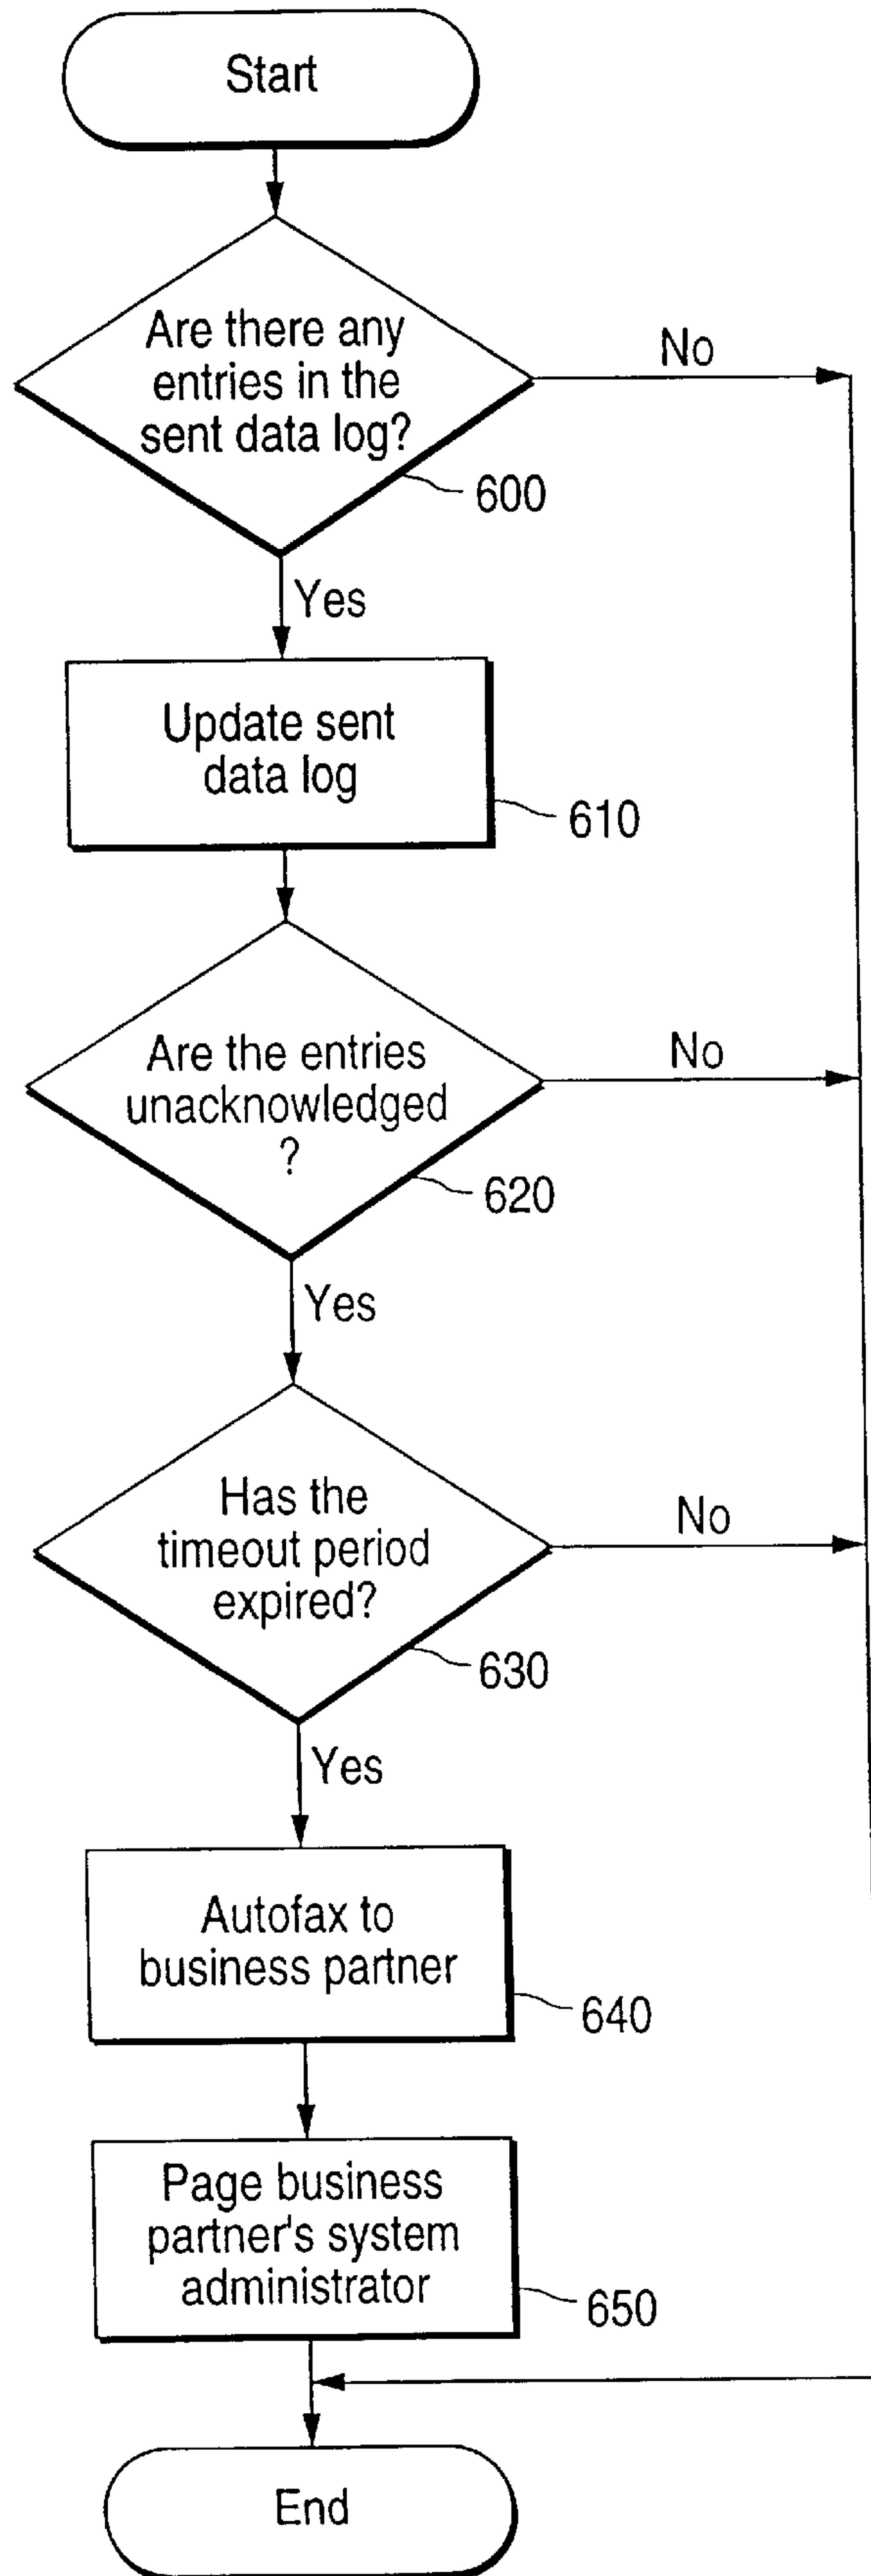 Start
Are there any
entries in the
sent data log?
No
600
Yes
Update sent
data log
610
Are the entries
unacknowledged
?
No
620
Yes
Has the
timeout period
expired?
No
630
Yes
Autofax to
business partner
640
Page business
partner's system
administrator
650
End